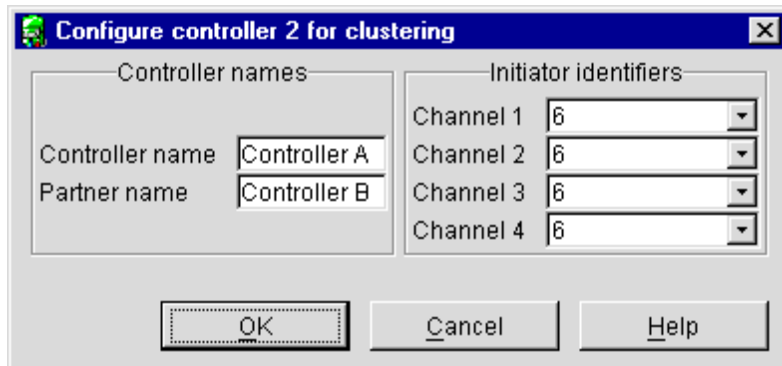 Configure controller 2 for clustering
Controller names
Controller name Controller A
Partner name Controller B
Initiator identifiers
Channel 1 6
Channel 2 6
Channel 3 6
Channel 4 6
OK Cancel Help